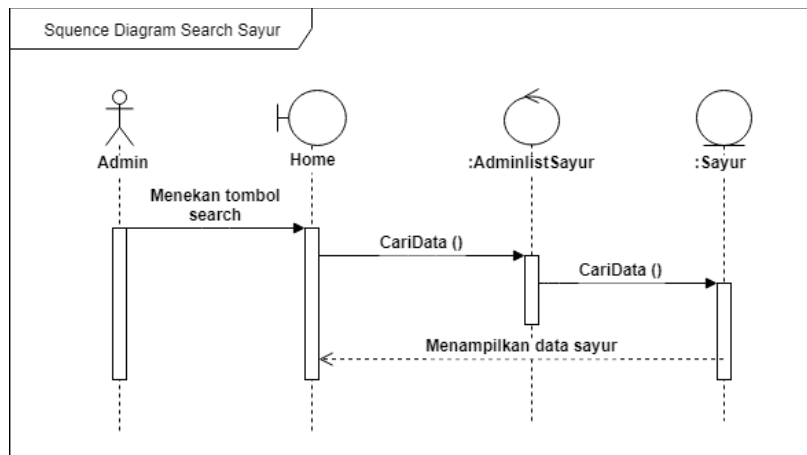 Squence Diagram Search Sayur
Admin
Home
:AdminlistSayur
:Sayur
Menekan tombol
search
CariData ()
CariData ()
Menampilkan data sayur